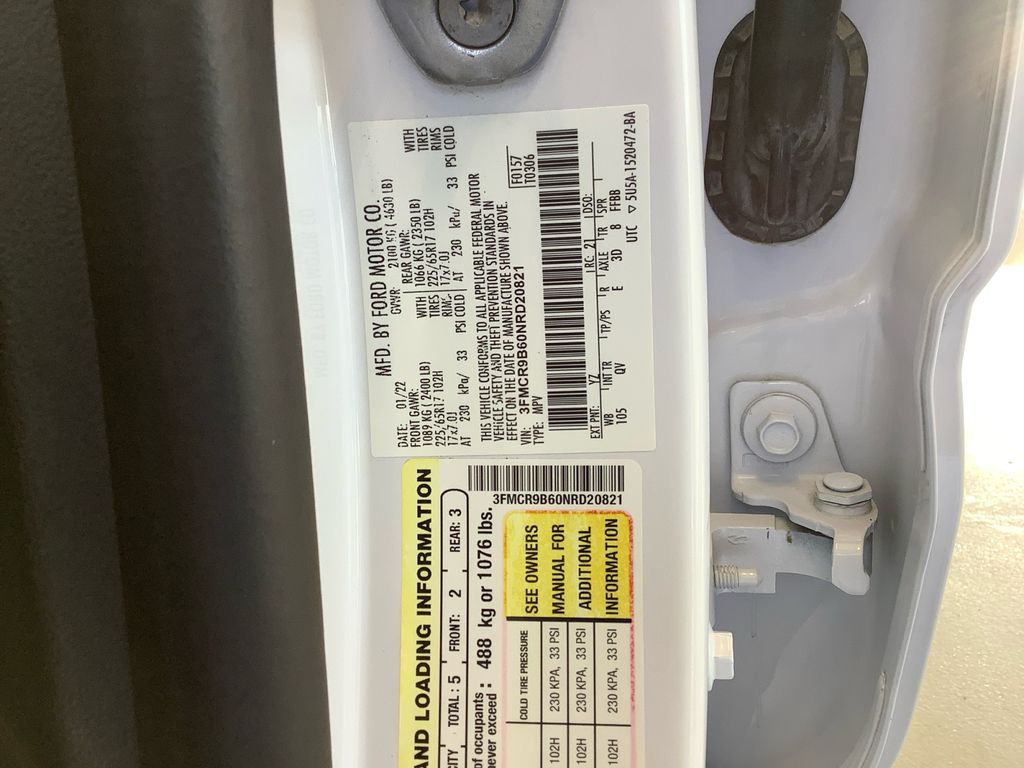 MFD. BY FORD MOTOR CO.
DATE: 01/22 GVWR: 2100 KG ( 4630 LB)
FRONT GAWR: REAR GAWR:
1089 KG ( 2400 LB) WITH 1066 KG ( 2350 LB) WITH
225/65R17 102H TIRES 225/65R17 102H TIRES
17x7.0J RIMS 17x7.0J RIMS
AT 230 kPa/ 33 PSI COLD AT 230 kPa/ 33 PSI COLD
THIS VEHICLE CONFORMS TO ALL APPLICABLE FEDERAL MOTOR
VEHICLE SAFETY AND THEFT PREVENTION STANDARDS IN
EFFECT ON THE DATE OF MANUFACTURE SHOWN ABOVE.
VIN: 3FMCR9B60NRD20821
TYPE: MPV
F0157
T0306
EXT PNT: YZ RC: 21 DSO:
WB INT TR TP/PS R AXLE TR SPR
105 QV E 3D 8 FFBB
UTC ▽ 5U5A-1520472-BA
AND LOADING INFORMATION
CITY TOTAL : 5 FRONT: 2 REAR: 3
of occupants
never exceed : 488 kg or 1076 lbs.
3FMCR9B60NRD20821
COLD TIRE PRESSURE
102H 230 KPA, 33 PSI
102H 230 KPA, 33 PSI
102H 230 KPA, 33 PSI
SEE OWNERS
MANUAL FOR
ADDITIONAL
INFORMATION